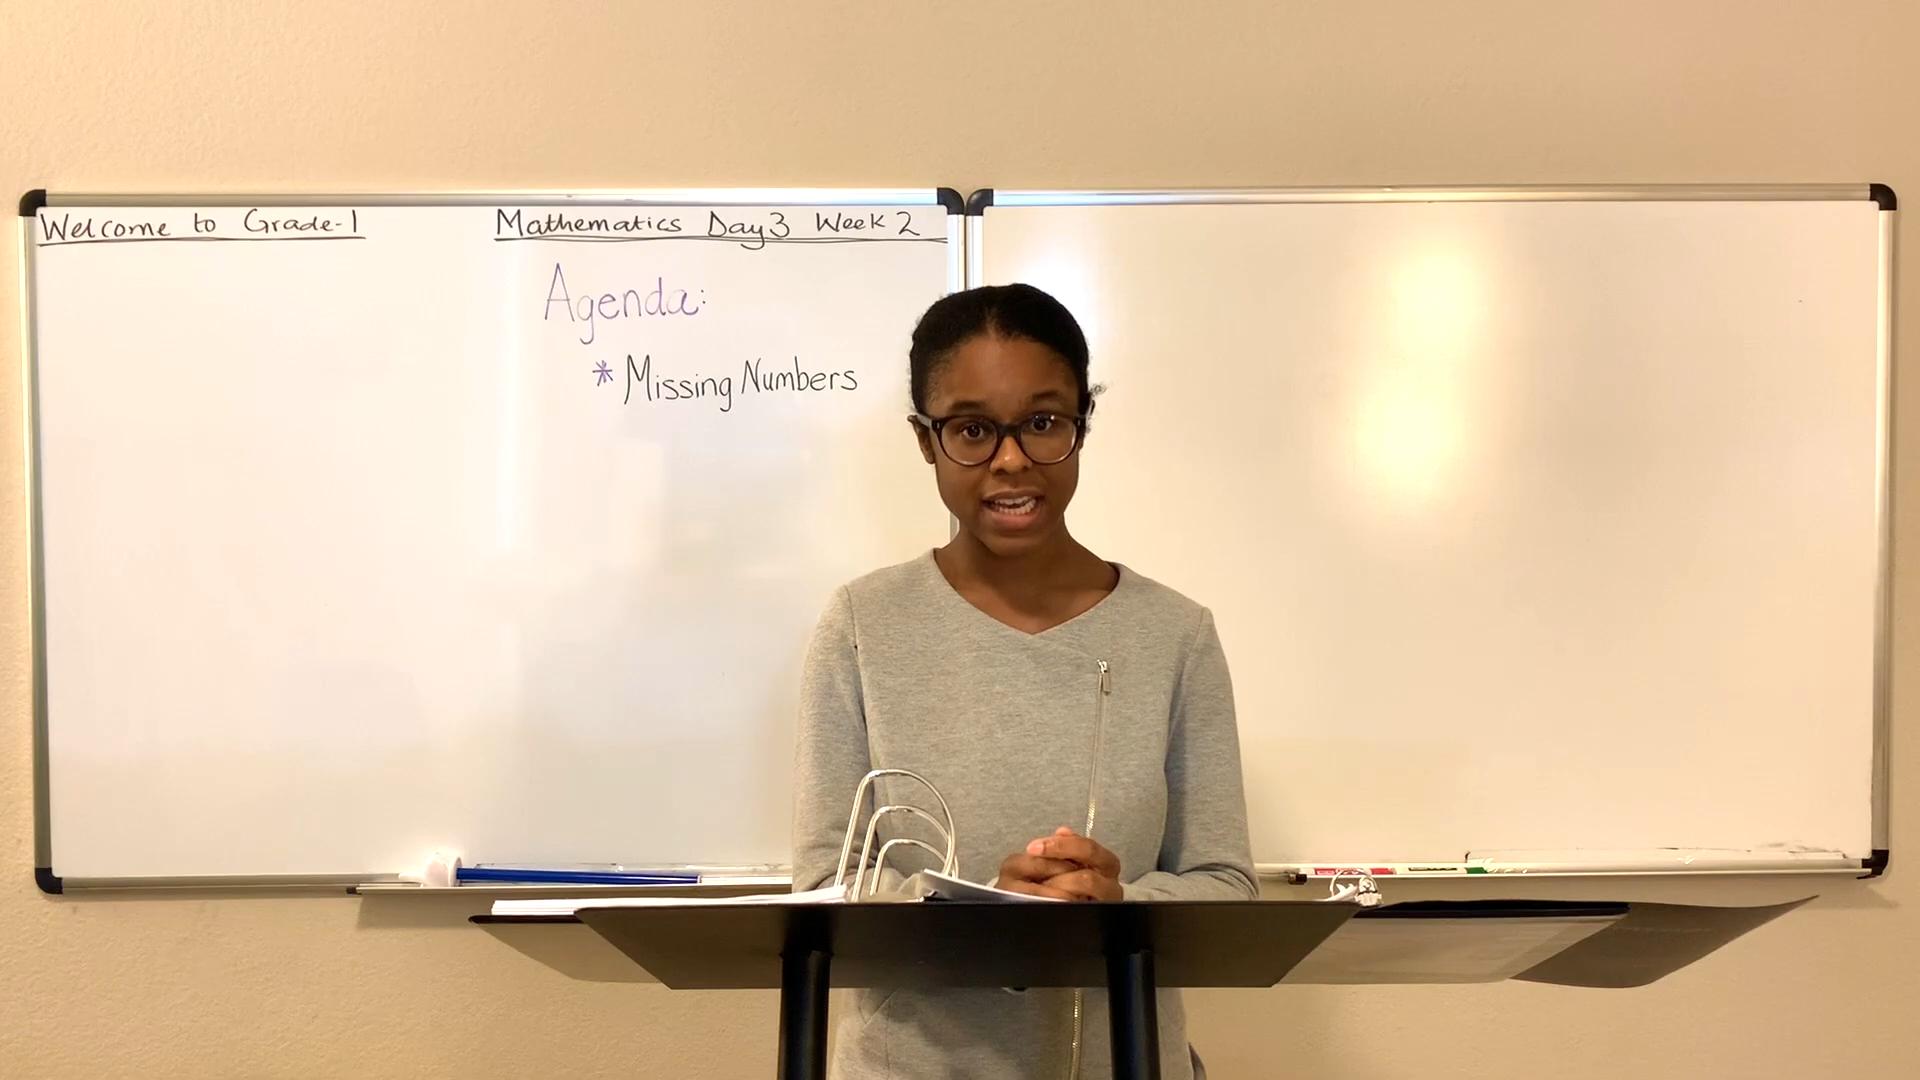 Welcome to Grade-1
Mathematics Day3 Week 2
Agenda:
* Missing Numbers